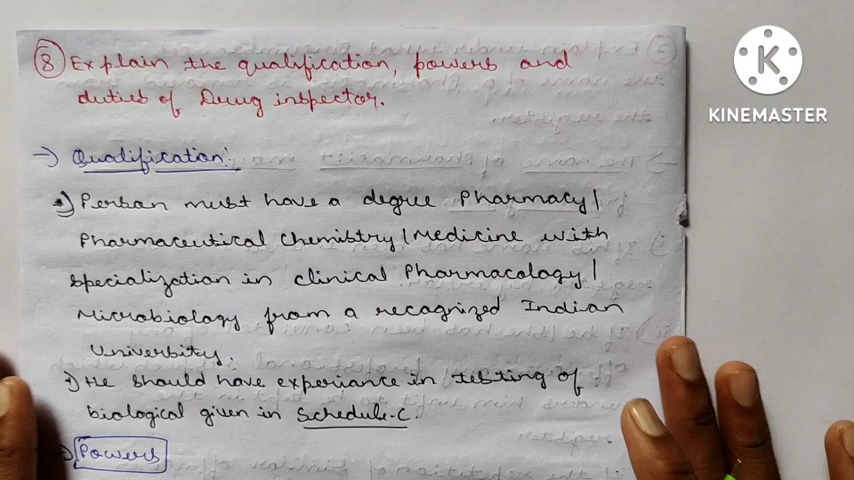 ⑧ Explain the qualification, powers and
duties of Drug inspector.
→ Qualification:
•) Person must have a degree Pharmacy/
Pharmaceutical Chemistry/Medicine with
specialization in clinical Pharmacology/
Microbiology from a recognized Indian
University.
•) He should have experiance in testing of
biological given in Schedule-C.
→ Powers
K
KINEMASTER